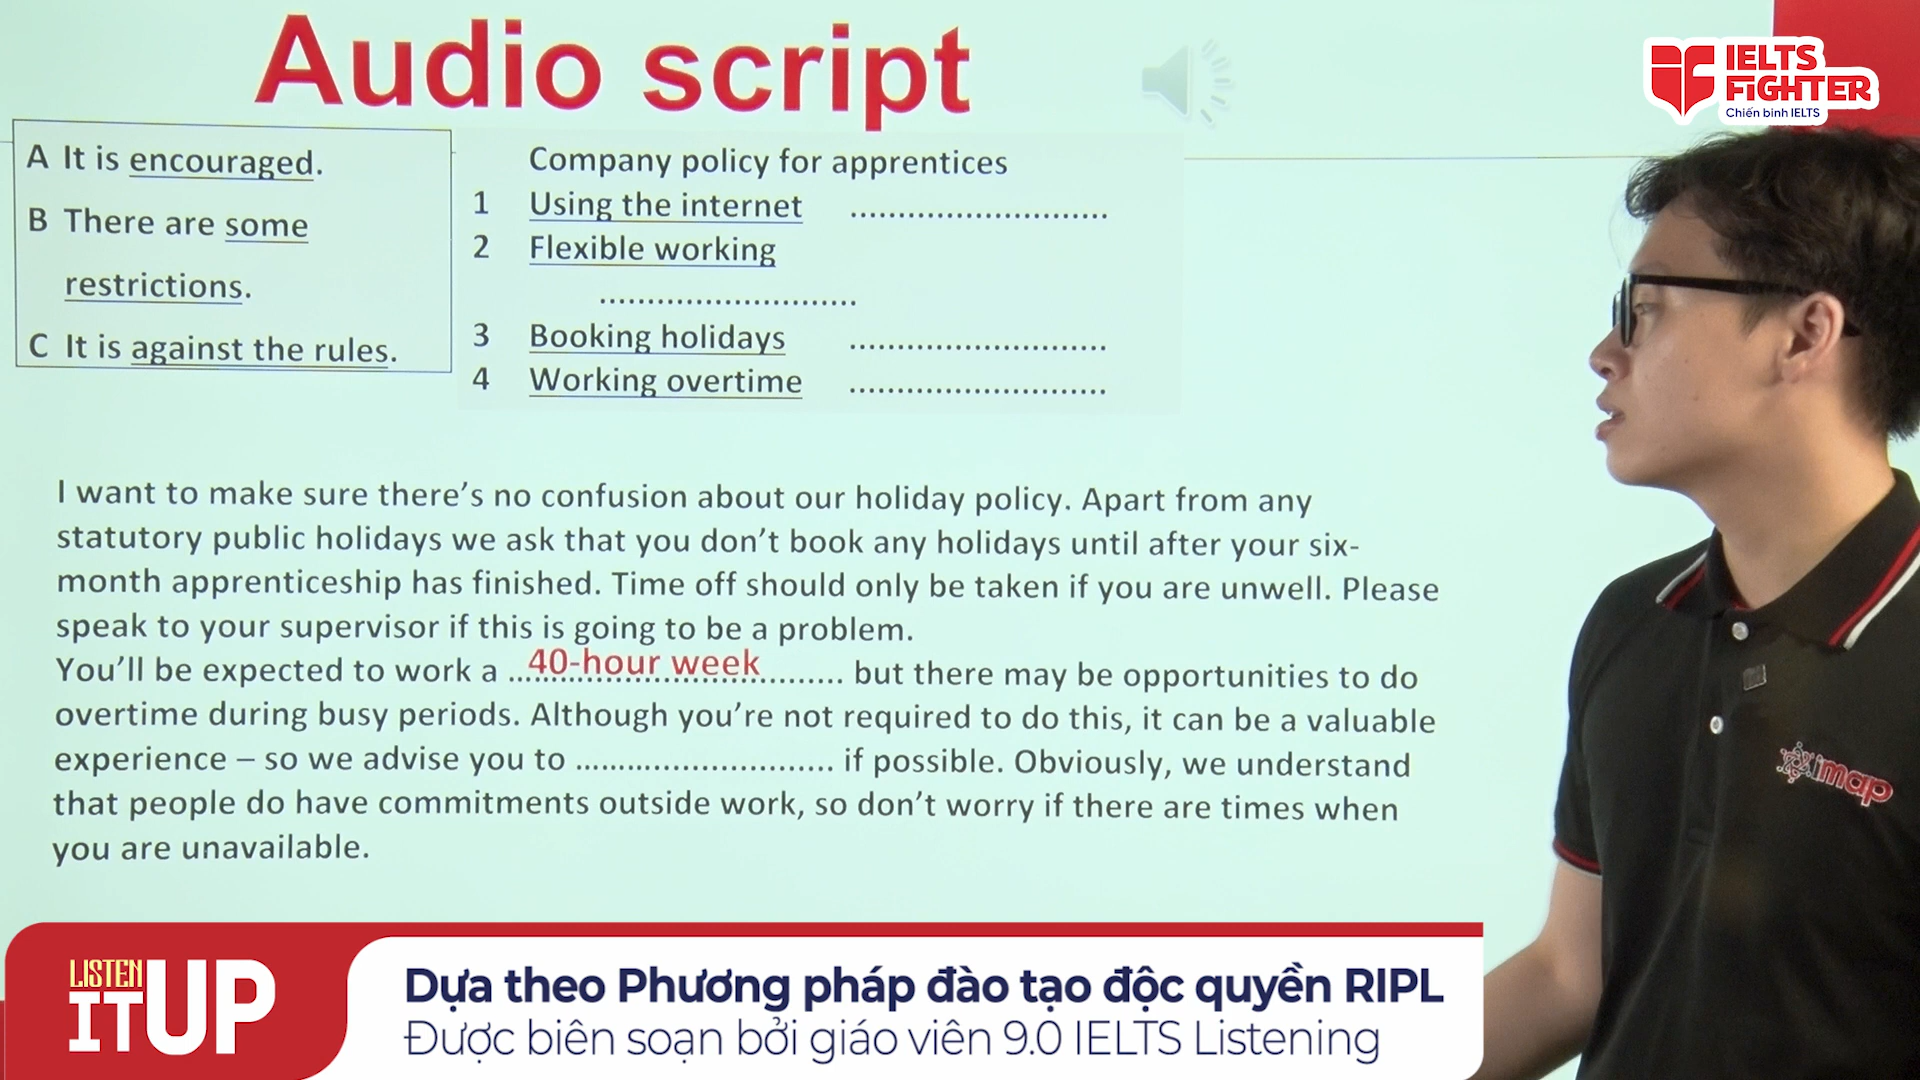 Audio script
IELTS
FIGHTER
Chiến binh IELTS
A It is encouraged.
B There are some
restrictions.
C It is against the rules.
Company policy for apprentices
1 Using the internet ...........................
2 Flexible working
...........................
3 Booking holidays ...........................
4 Working overtime ...........................
I want to make sure there's no confusion about our holiday policy. Apart from any
statutory public holidays we ask that you don't book any holidays until after your six-
month apprenticeship has finished. Time off should only be taken if you are unwell. Please
speak to your supervisor if this is going to be a problem.
You'll be expected to work a ...40-hour week......... but there may be opportunities to do
overtime during busy periods. Although you're not required to do this, it can be a valuable
experience – so we advise you to ........................... if possible. Obviously, we understand
that people do have commitments outside work, so don't worry if there are times when
you are unavailable.
imap
LISTEN
IT UP
Dựa theo Phương pháp đào tạo độc quyền RIPL
Được biên soạn bởi giáo viên 9.0 IELTS Listening